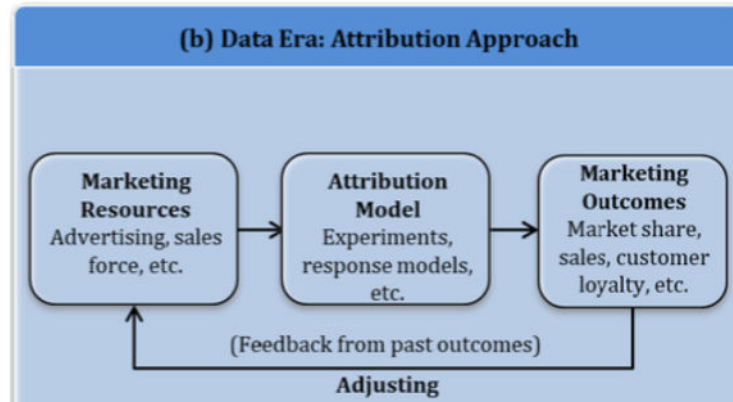 (b) Data Era: Attribution Approach
Marketing
Resources
Advertising, sales
force, etc.
Attribution
Model
Experiments,
response models,
etc.
Marketing
Outcomes
Market share,
sales, customer
loyalty, etc.
(Feedback from past outcomes)
Adjusting